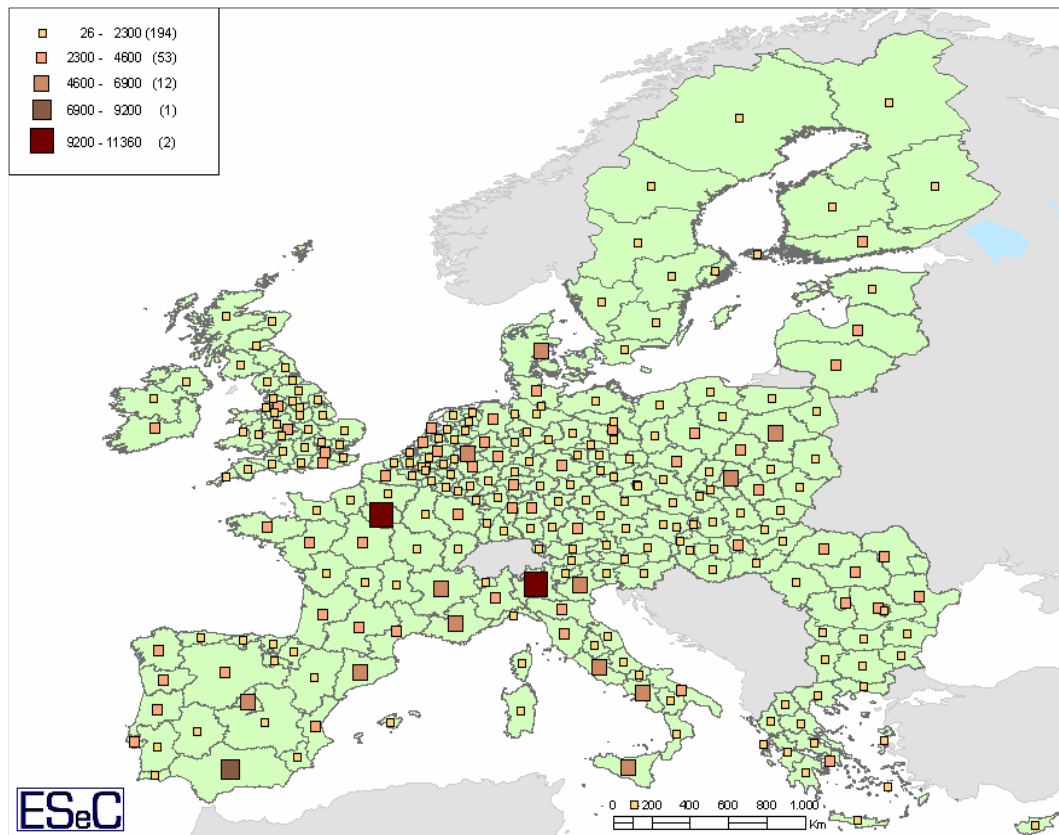 26 - 2300 (194)
2300 - 4600 (53)
4600 - 6900 (12)
6900 - 9200 (1)
9200 - 11360 (2)
0 200 400 600 800 1.000
Km
ESeC